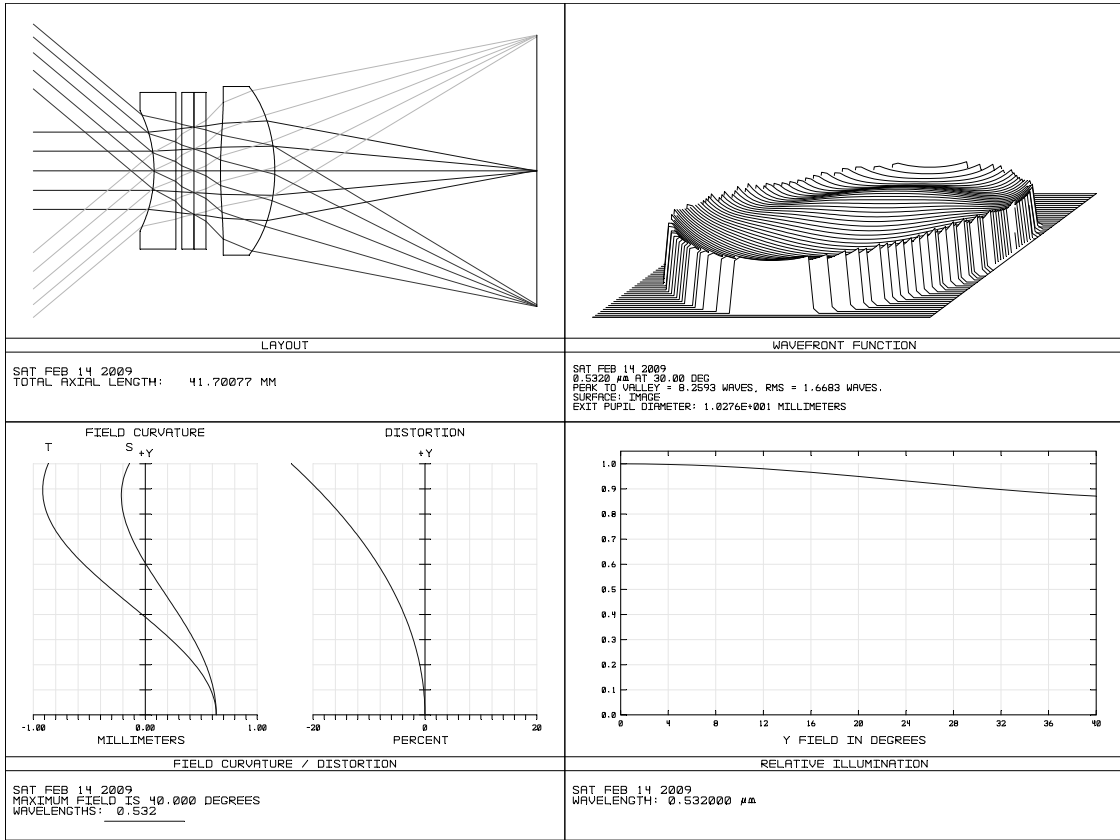 LAYOUT
SAT FEB 14 2009
TOTAL AXIAL LENGTH: 41.70077 MM
WAVEFRONT FUNCTION
SAT FEB 14 2009
0.5320 µm AT 30.00 DEG
PEAK TO VALLEY = 8.2593 WAVES, RMS = 1.6683 WAVES.
SURFACE: IMAGE
EXIT PUPIL DIAMETER: 1.0276E+001 MILLIMETERS
FIELD CURVATURE
T S +Y
-1.00 0.00 1.00
MILLIMETERS
DISTORTION
+Y
-20 0 20
PERCENT
FIELD CURVATURE / DISTORTION
SAT FEB 14 2009
MAXIMUM FIELD IS 40.000 DEGREES
WAVELENGTHS: 0.532
1.0
0.9
0.8
0.7
0.6
0.5
0.4
0.3
0.2
0.1
0.0
0 4 8 12 16 20 24 28 32 36 40
Y FIELD IN DEGREES
RELATIVE ILLUMINATION
SAT FEB 14 2009
WAVELENGTH: 0.532000 µm